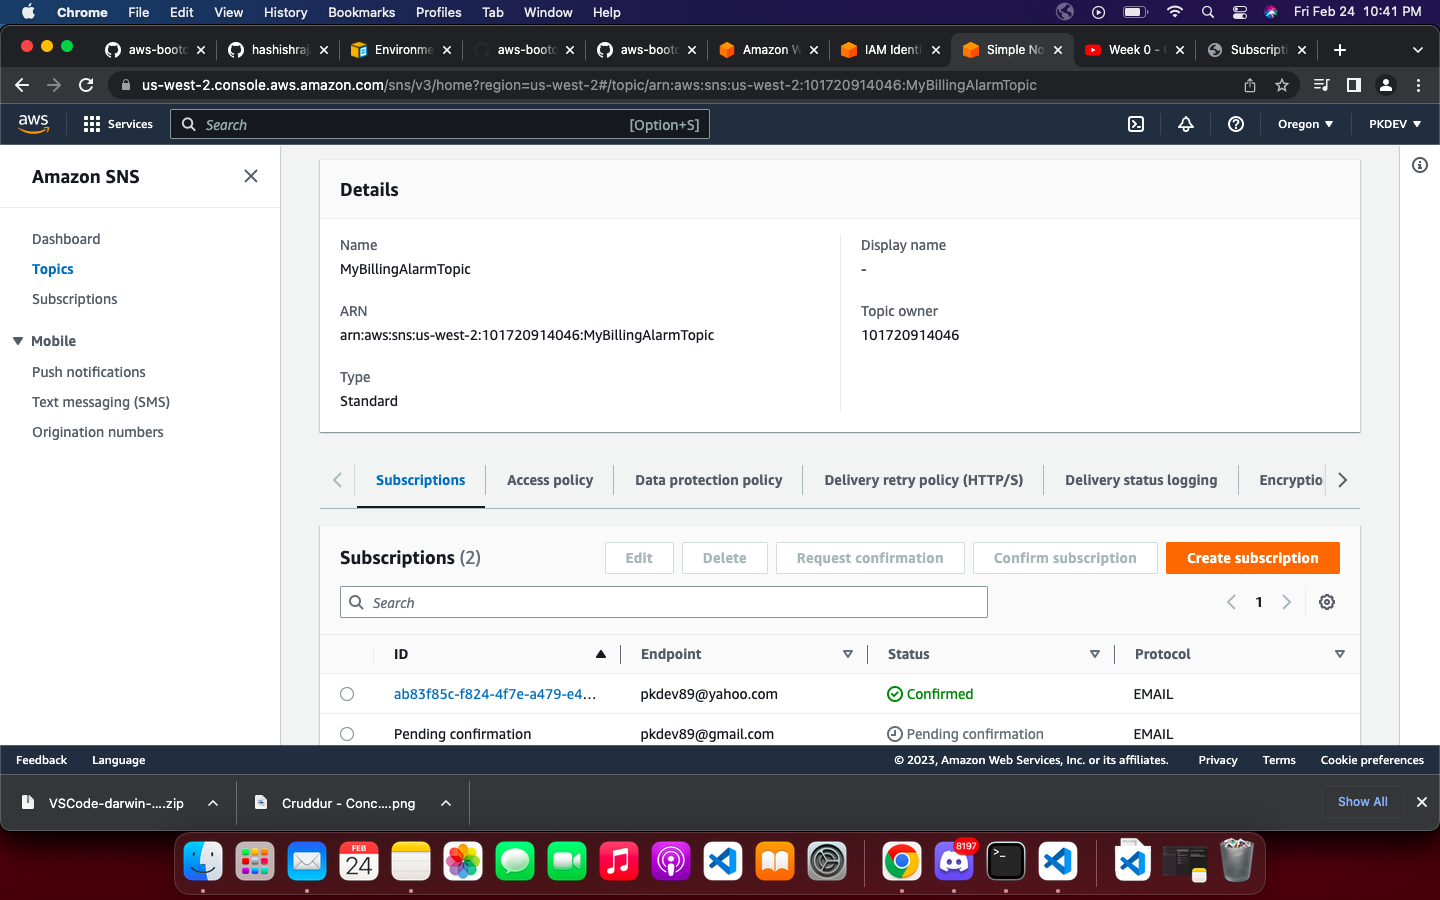 Chrome File Edit View History Bookmarks Profiles Tab Window Help Fri Feb 24 10:41 PM
aws-bootc hashishraj Environme aws-bootc aws-bootc Amazon W IAM Identi Simple No Week 0 - Subscripti
us-west-2.console.aws.amazon.com/sns/v3/home?region=us-west-2#/topic/arn:aws:sns:us-west-2:101720914046:MyBillingAlarmTopic
aws Services Search [Option+S] Oregon PKDEV
Amazon SNS
Dashboard
Topics
Subscriptions
Mobile
Push notifications
Text messaging (SMS)
Origination numbers
Details
Name
MyBillingAlarmTopic
ARN
arn:aws:sns:us-west-2:101720914046:MyBillingAlarmTopic
Type
Standard
Display name
-
Topic owner
101720914046
Subscriptions Access policy Data protection policy Delivery retry policy (HTTP/S) Delivery status logging Encryptio
Subscriptions (2) Edit Delete Request confirmation Confirm subscription Create subscription
Search 1
ID Endpoint Status Protocol
ab83f85c-f824-4f7e-a479-e4... pkdev89@yahoo.com Confirmed EMAIL
Pending confirmation pkdev89@gmail.com Pending confirmation EMAIL
Feedback Language © 2023, Amazon Web Services, Inc. or its affiliates. Privacy Terms Cookie preferences
VSCode-darwin-....zip Cruddur - Conc....png Show All
FEB
24
8197